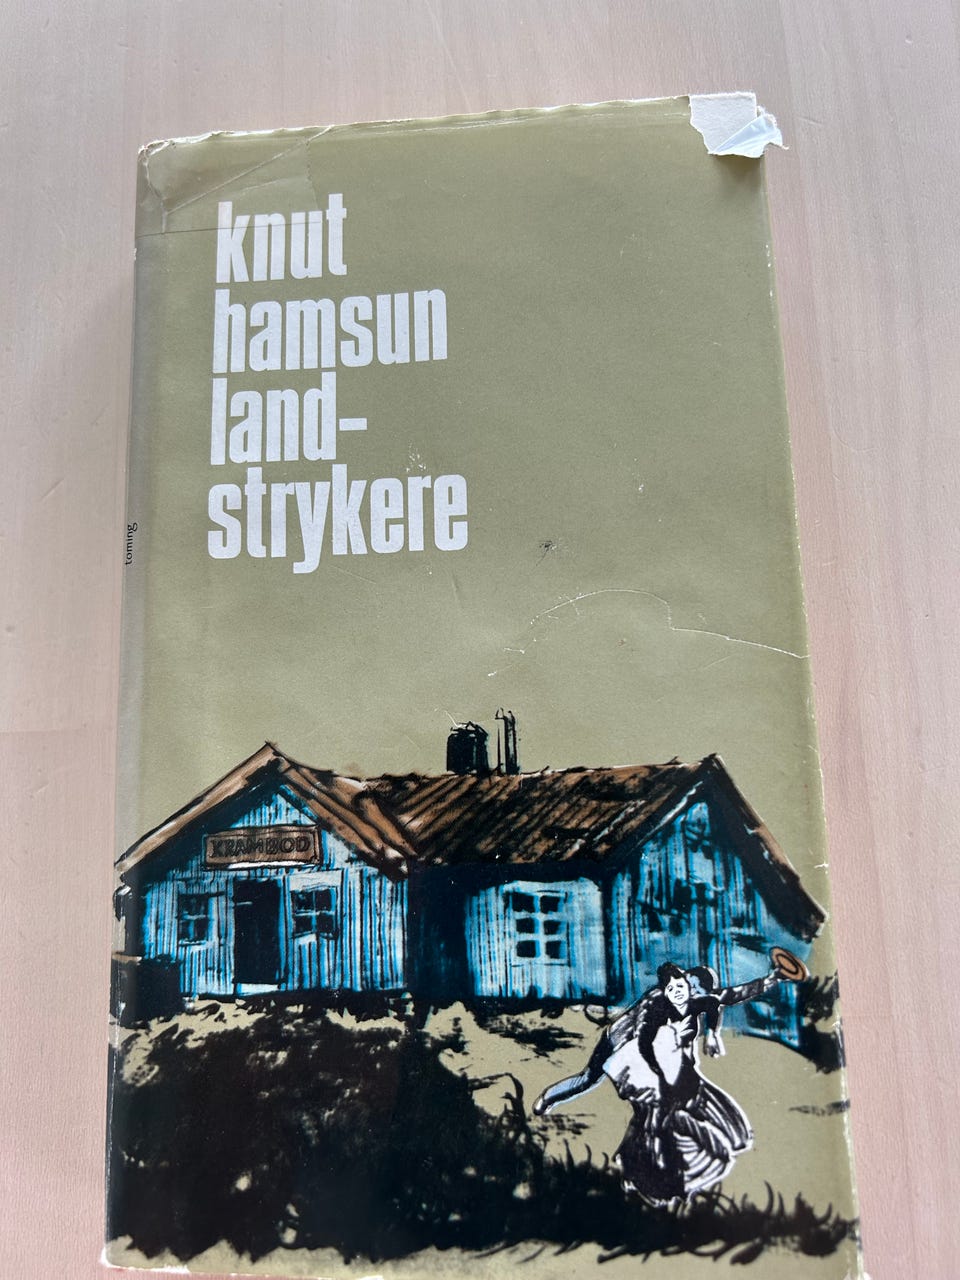 knut
hamsun
land-
strykere
toming
KRAMBOD